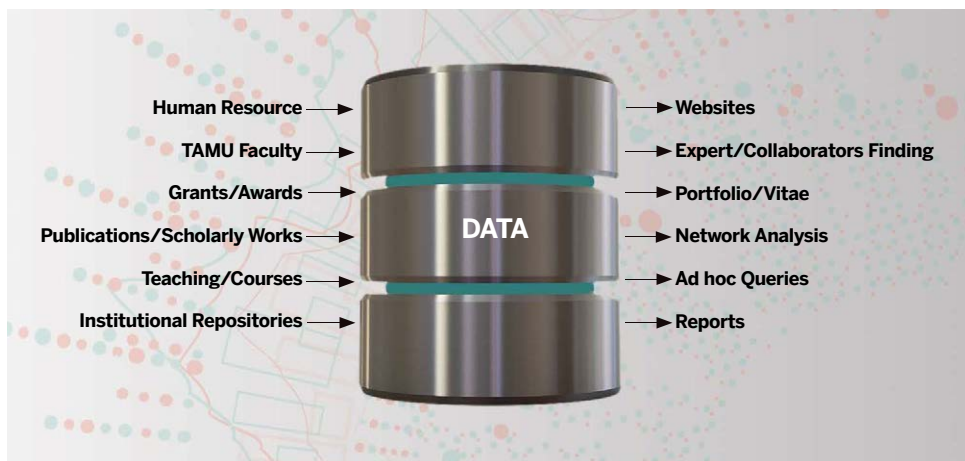 Human Resource
TAMU Faculty
Grants/Awards
Publications/Scholarly Works
Teaching/Courses
Institutional Repositories
DATA
Websites
Expert/Collaborators Finding
Portfolio/Vitae
Network Analysis
Ad hoc Queries
Reports